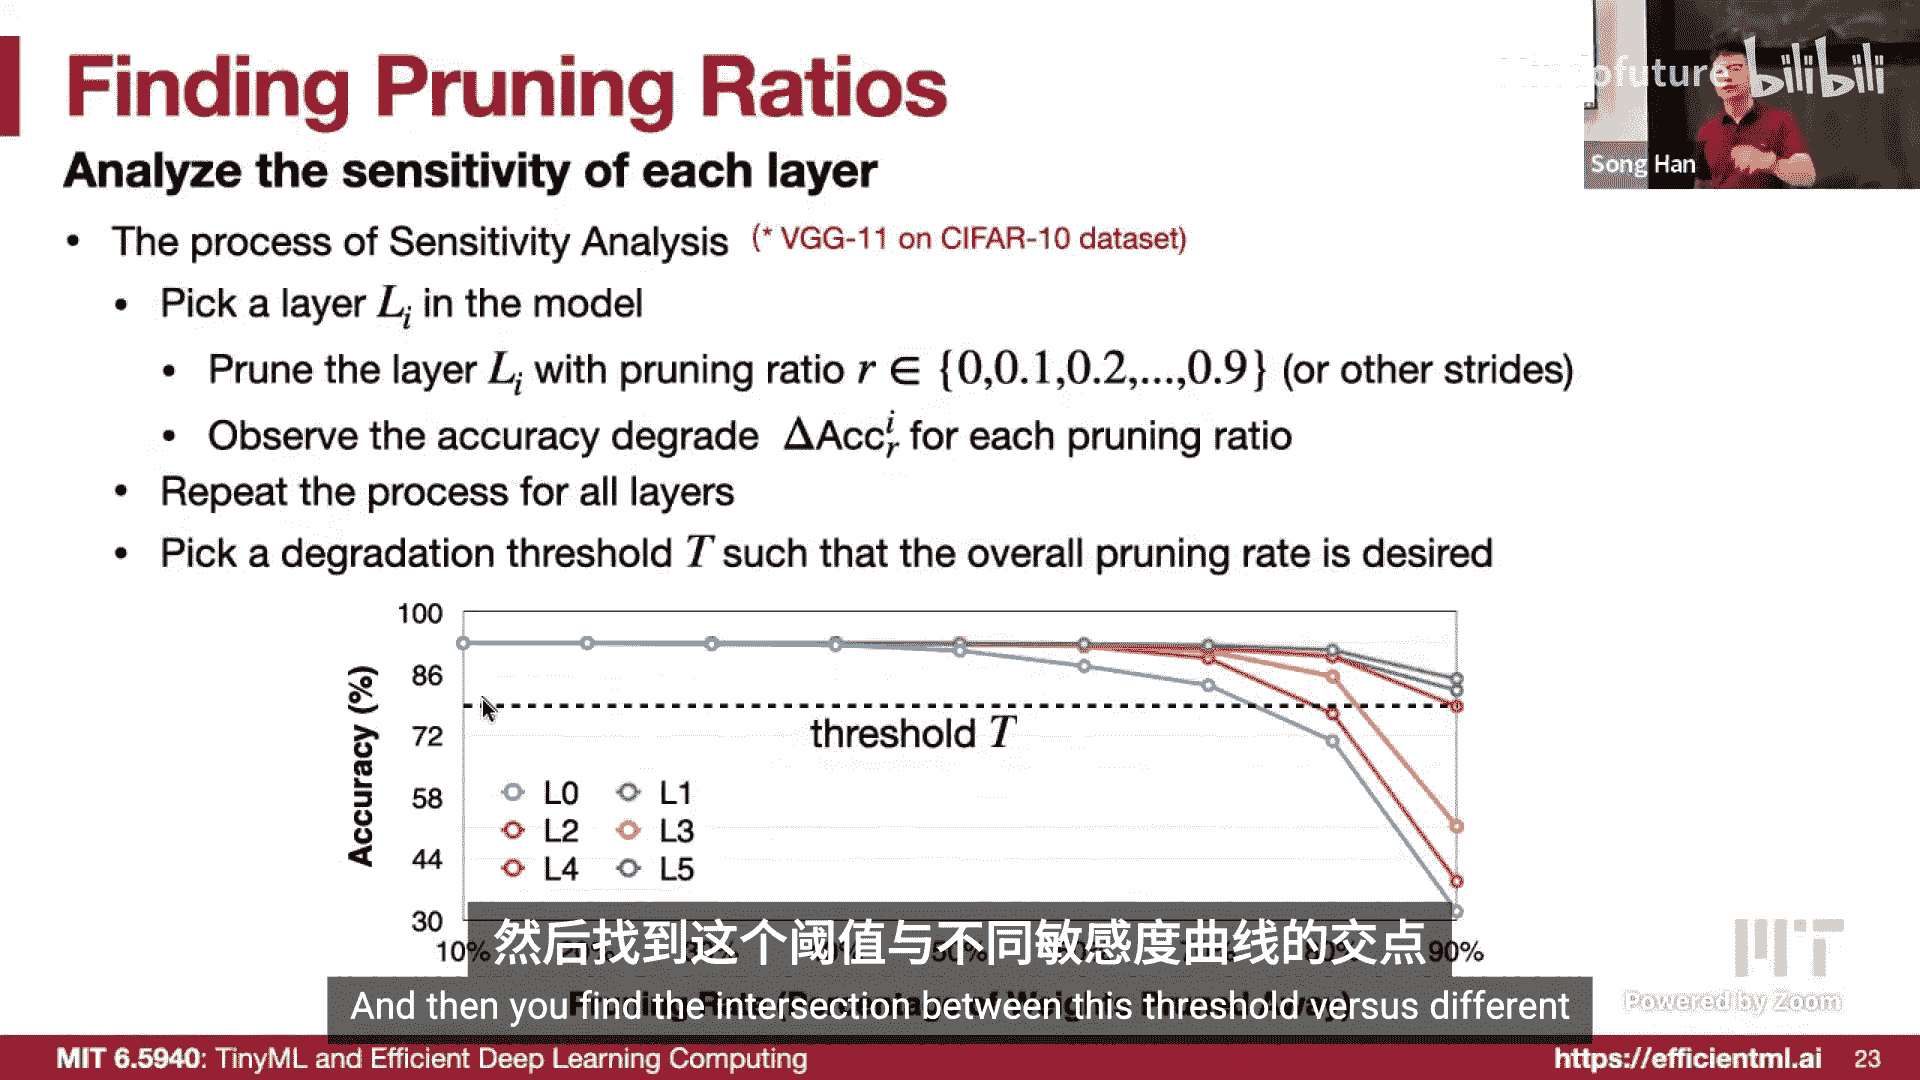 Finding Pruning Ratios
Analyze the sensitivity of each layer
• The process of Sensitivity Analysis (* VGG-11 on CIFAR-10 dataset)
• Pick a layer Lᵢ in the model
• Prune the layer Lᵢ with pruning ratio r ∈ {0,0.1,0.2,...,0.9} (or other strides)
• Observe the accuracy degrade ΔAccᵣⁱ for each pruning ratio
• Repeat the process for all layers
• Pick a degradation threshold T such that the overall pruning rate is desired
future bilibili
Song Han
100
86
72
58
44
30
Accuracy (%)
threshold T
L0 L1
L2 L3
L4 L5
10% 90%
然后找到这个阈值与不同敏感度曲线的交点
And then you find the intersection between this threshold versus different
MIT
Powered by Zoom
MIT 6.5940: TinyML and Efficient Deep Learning Computing
https://efficientml.ai 23